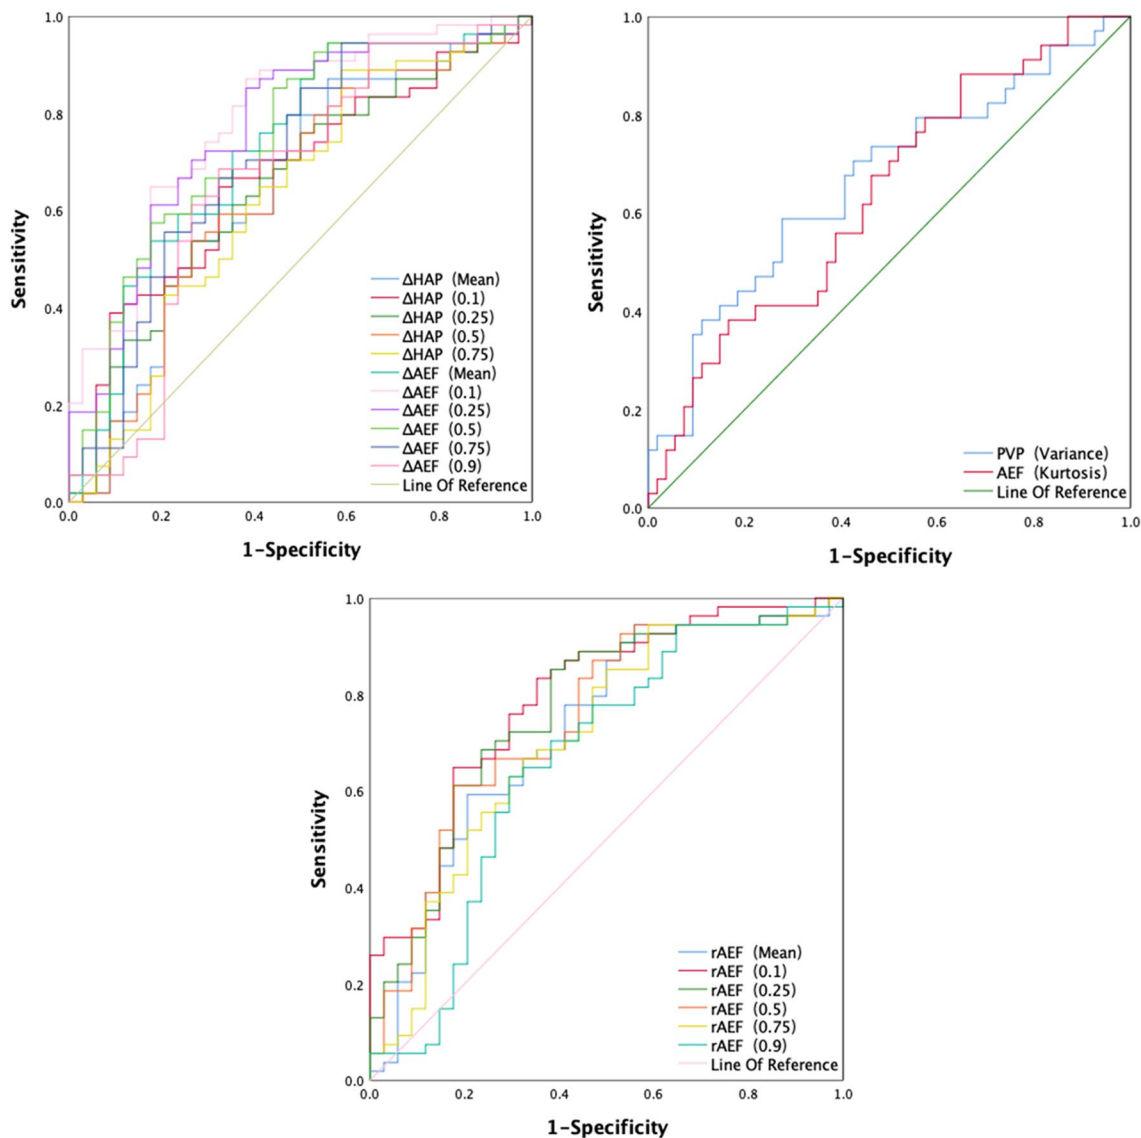 1.0
0.8
0.6
0.4
0.2
0.0
Sensitivity
0.0 0.2 0.4 0.6 0.8 1.0
1-Specificity
ΔHAP (Mean)
ΔHAP (0.1)
ΔHAP (0.25)
ΔHAP (0.5)
ΔHAP (0.75)
ΔAEF (Mean)
ΔAEF (0.1)
ΔAEF (0.25)
ΔAEF (0.5)
ΔAEF (0.75)
ΔAEF (0.9)
Line Of Reference
1.0
0.8
0.6
0.4
0.2
0.0
Sensitivity
0.0 0.2 0.4 0.6 0.8 1.0
1-Specificity
PVP (Variance)
AEF (Kurtosis)
Line Of Reference
1.0
0.8
0.6
0.4
0.2
0.0
Sensitivity
0.0 0.2 0.4 0.6 0.8 1.0
1-Specificity
rAEF (Mean)
rAEF (0.1)
rAEF (0.25)
rAEF (0.5)
rAEF (0.75)
rAEF (0.9)
Line Of Reference